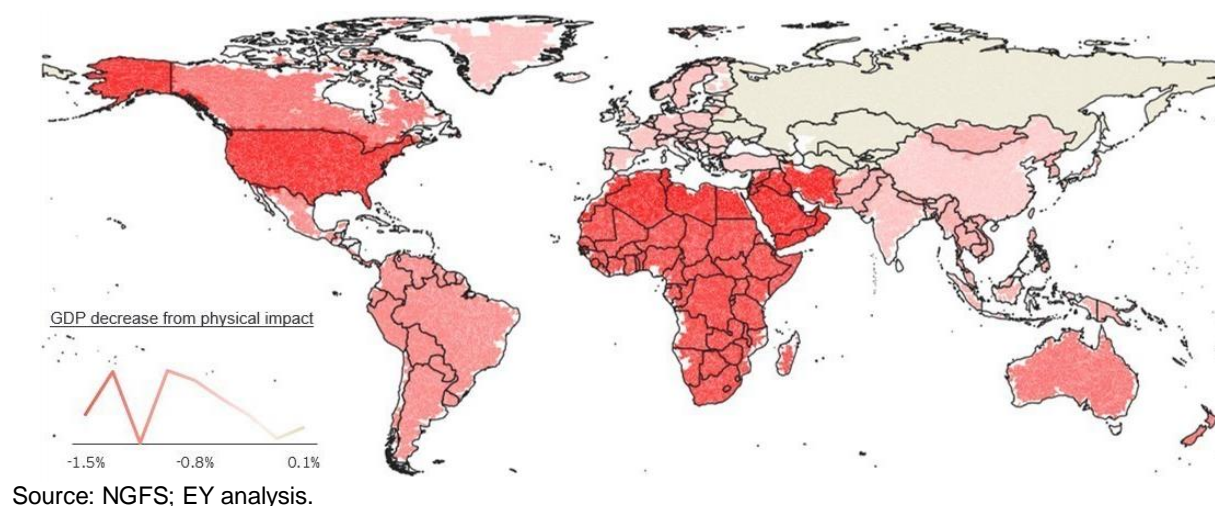 GDP decrease from physical impact
-1.5% -0.8% 0.1%
Source: NGFS; EY analysis.